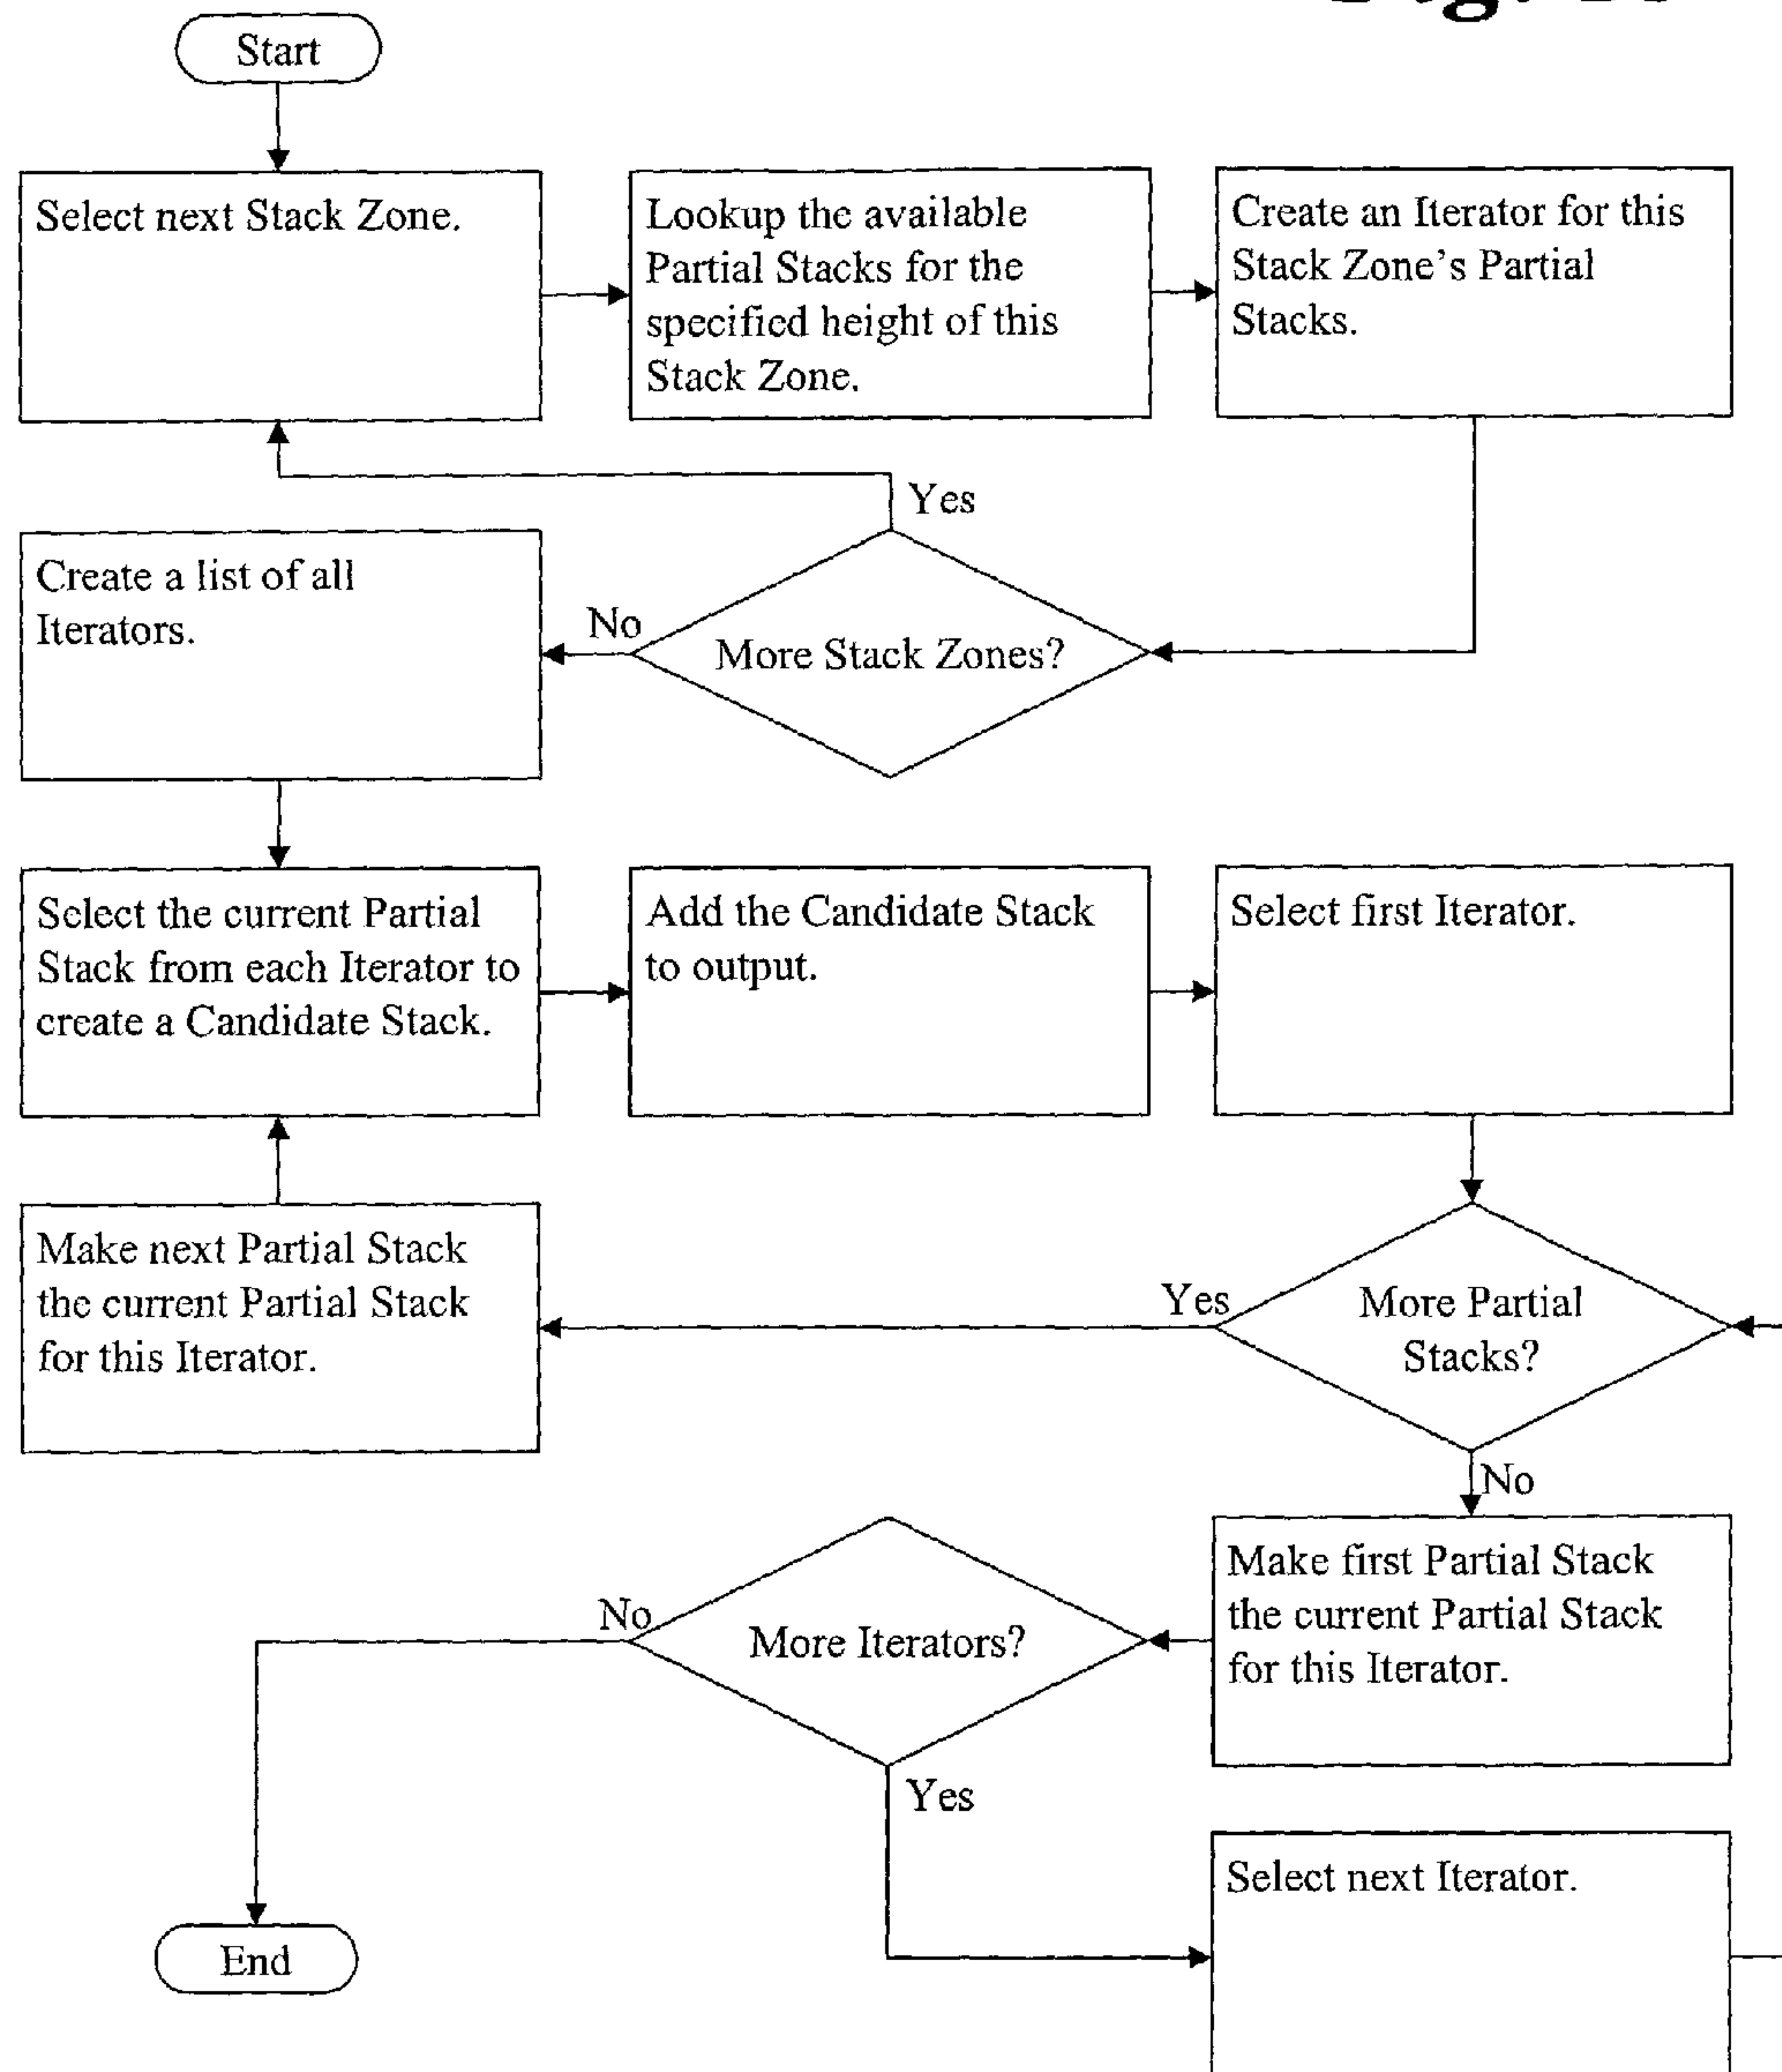 Start
Select next Stack Zone.
Lookup the available
Partial Stacks for the
specified height of this
Stack Zone.
Create an Iterator for this
Stack Zone's Partial
Stacks.
Yes
Create a list of all
Iterators.
No
More Stack Zones?
Select the current Partial
Stack from each Iterator to
create a Candidate Stack.
Add the Candidate Stack
to output.
Select first Iterator.
Make next Partial Stack
the current Partial Stack
for this Iterator.
Yes
More Partial
Stacks?
No
Make first Partial Stack
the current Partial Stack
for this Iterator.
No
More Iterators?
Yes
Select next Iterator.
End